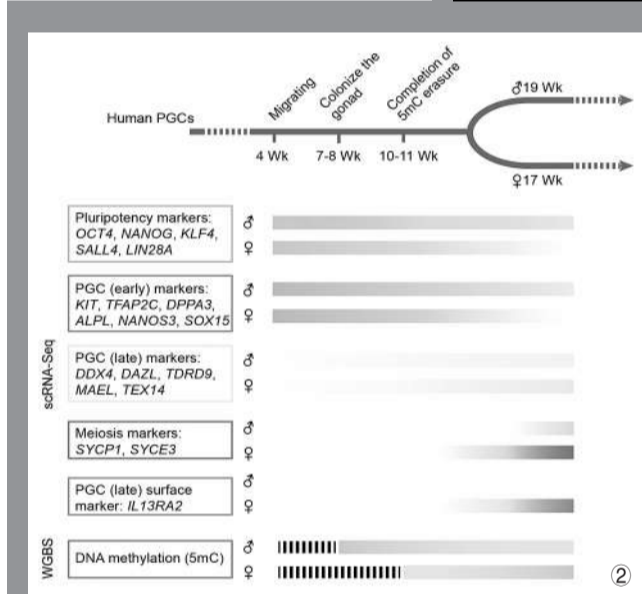 Migrating
Colonize the
gonad
Completion of
5mC erasure
Human PGCs
4 Wk
7-8 Wk
10-11 Wk
♂19 Wk
♀17 Wk
scRNA-Seq
Pluripotency markers:
OCT4, NANOG, KLF4,
SALL4, LIN28A
♂
♀
PGC (early) markers:
KIT, TFAP2C, DPPA3,
ALPL, NANOS3, SOX15
♂
♀
PGC (late) markers:
DDX4, DAZL, TDRD9,
MAEL, TEX14
♂
♀
Meiosis markers:
SYCP1, SYCE3
♂
♀
PGC (late) surface
marker: IL13RA2
♂
♀
WGBS
DNA methylation (5mC)
♂
♀
②